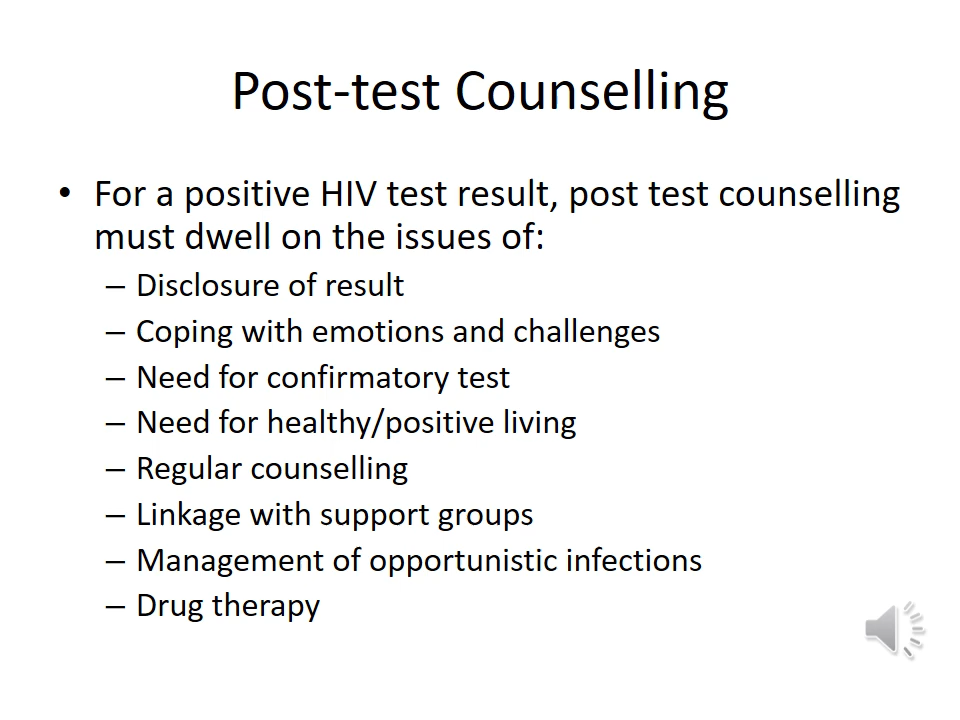 Post-test Counselling
• For a positive HIV test result, post test counselling
must dwell on the issues of:
– Disclosure of result
– Coping with emotions and challenges
– Need for confirmatory test
– Need for healthy/positive living
– Regular counselling
– Linkage with support groups
– Management of opportunistic infections
– Drug therapy